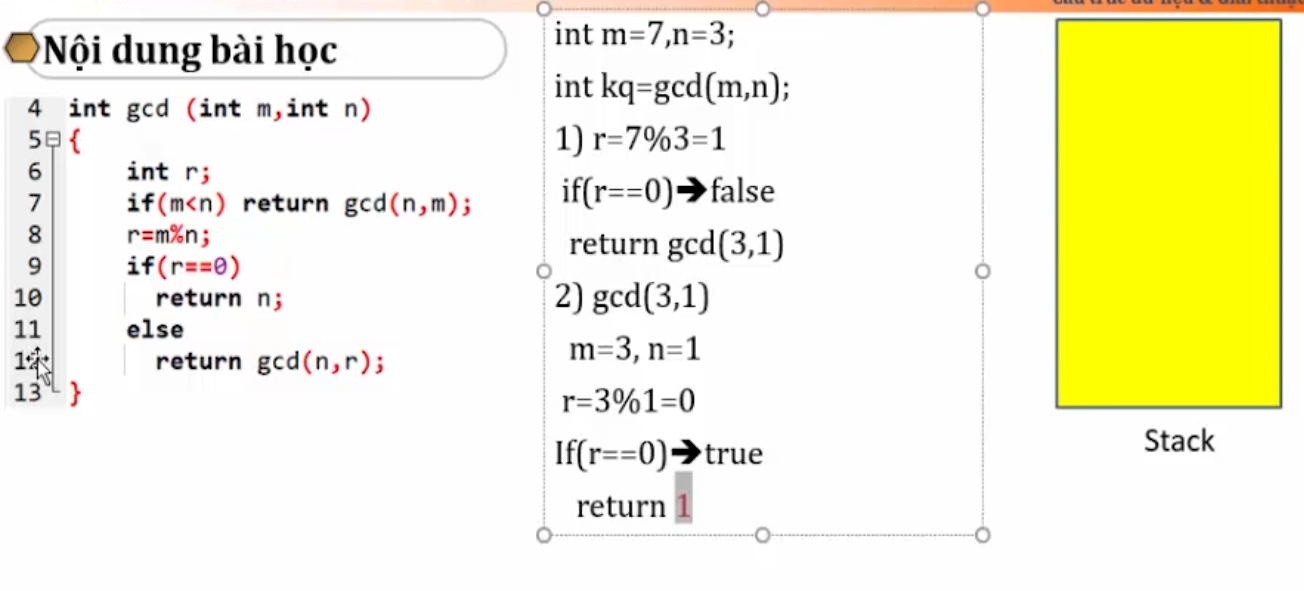 Nội dung bài học
4 int gcd (int m,int n)
5 {
6 int r;
7 if(m<n) return gcd(n,m);
8 r=m%n;
9 if(r==0)
10 return n;
11 else
return gcd(n,r);
13 }
int m=7,n=3;
int kq=gcd(m,n);
1) r=7%3=1
if(r==0)➔false
return gcd(3,1)
2) gcd(3,1)
m=3, n=1
r=3%1=0
If(r==0)➔true
return 1
Stack